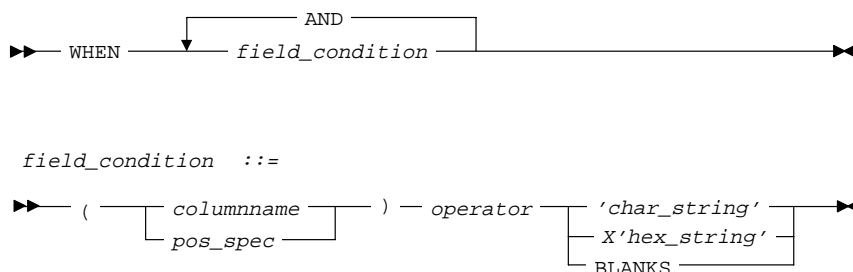 AND
WHEN field_condition
field_condition ::=
( columnname ) operator 'char_string'
pos_spec X'hex_string'
BLANKS